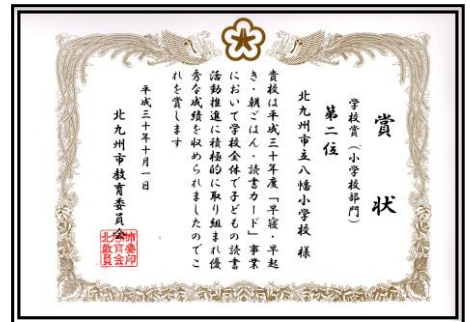 賞状
学校賞(小学校部門)
第二位
北九州市立八幡小学校 様
貴校は平成三十年度「早寝・早起
き・朝ごはん・読書カード」事業
において学校全体で子どもの読書
活動推進に積極的に取り組まれ優
秀な成績を収められましたのでこ
れを賞します
平成三十年十月一日
北九州市教育委員会